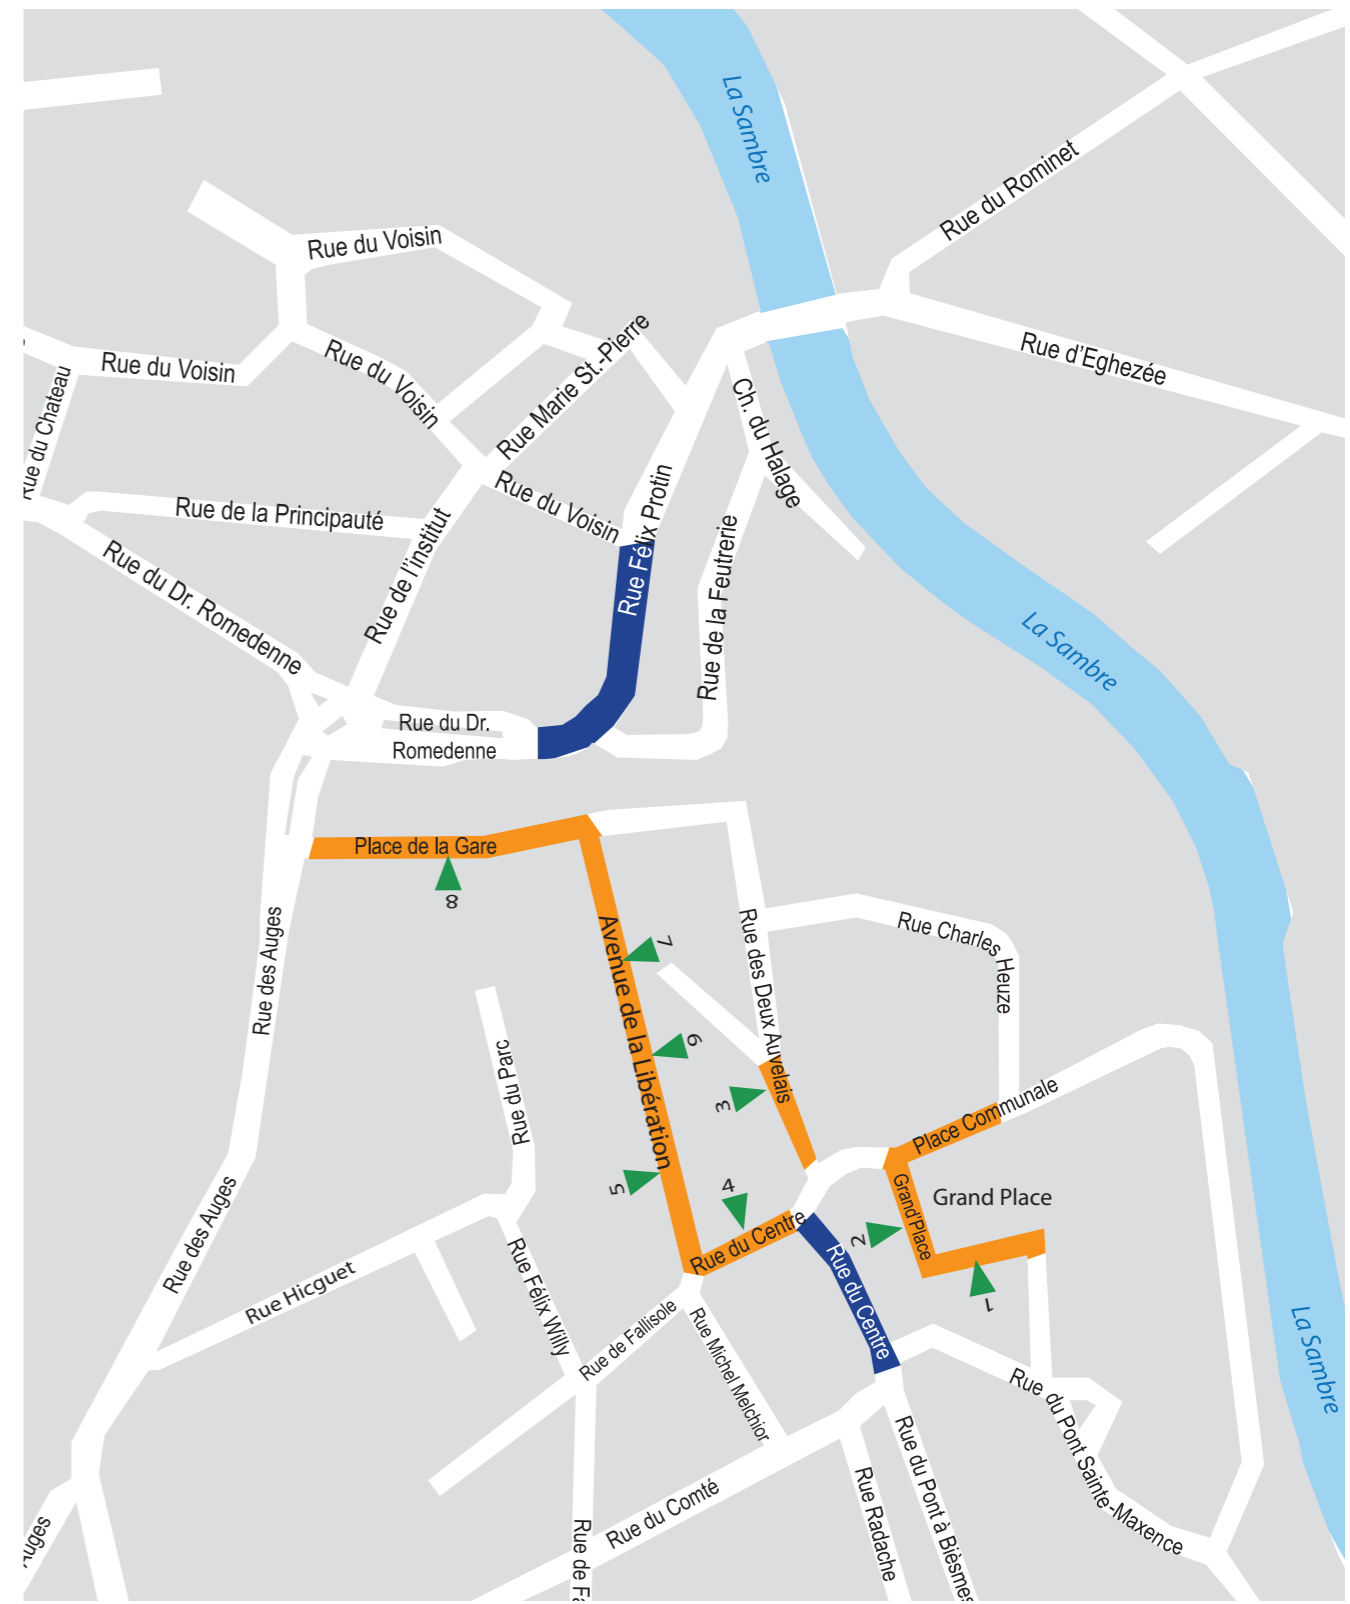 La Sambre
Rue du Rominet
Rue du Voisin
Rue d'Eghezée
Rue Marie St.-Pierre
Rue du Voisin
Rue du Voisin
Rue du Chateau
Ch. du Halage
Rue du Voisin
Rue Félix Protin
Rue de la Principauté
Rue de l'institut
Rue de la Feutrerie
Rue du Dr. Romedenne
La Sambre
Rue du Dr.
Romedenne
Place de la Gare
8
Avenue de la Libération
7
Rue des Deux Auvelais
Rue Charles Heuze
Rue des Auges
Rue du Parc
6
3
Place Communale
5
4
Grand'Place
Grand Place
2
Rue du Centre
Rue du Centre
1
Rue des Auges
Rue Hicguet
Rue Félix Willy
Rue de Fallisole
Rue Michel Melchior
La Sambre
Rue du Pont Sainte-Maxence
Rue du Comté
Rue Radache
Rue du Pont à Bièsmes
Rue de Fa
Auges